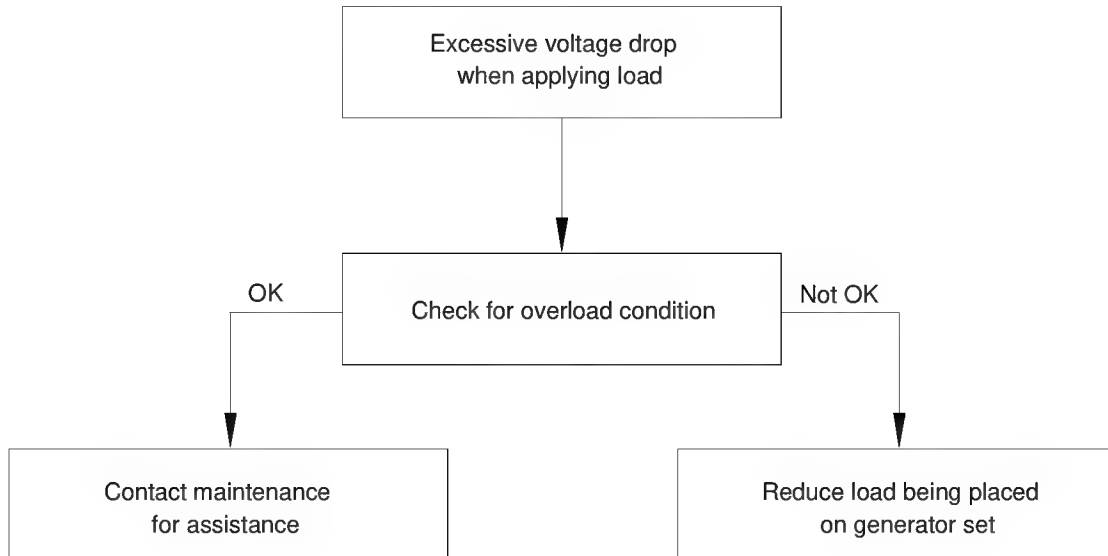 Excessive voltage drop
when applying load
OK
Check for overload condition
Not OK
Contact maintenance
for assistance
Reduce load being placed
on generator set